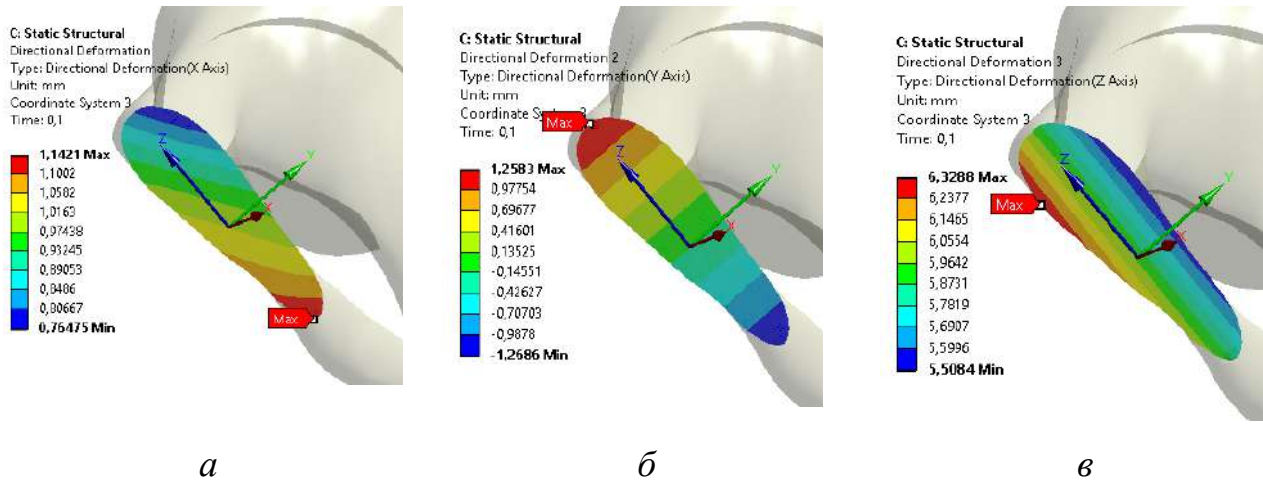 C: Static Structural
Directional Deformation
Type: Directional Deformation(X Axis)
Unit: mm
Coordinate System 3
Time: 0,1
1,1421 Max
1,1002
1,0582
1,0163
0,97438
0,93245
0,89053
0,8486
0,80667
0,76475 Min
Z
Y
X
Max
а
C: Static Structural
Directional Deformation 2
Type: Directional Deformation(Y Axis)
Unit: mm
Coordinate System 3
Time: 0,1
Max
1,2583 Max
0,97754
0,69677
0,41601
0,13525
-0,14551
-0,42627
-0,70703
-0,9878
-1,2686 Min
Z
Y
X
б
C: Static Structural
Directional Deformation 3
Type: Directional Deformation(Z Axis)
Unit: mm
Coordinate System 3
Time: 0,1
6,3288 Max
6,2377
6,1465
6,0554
5,9642
5,8731
5,7819
5,6907
5,5996
5,5084 Min
Max
Z
Y
X
в